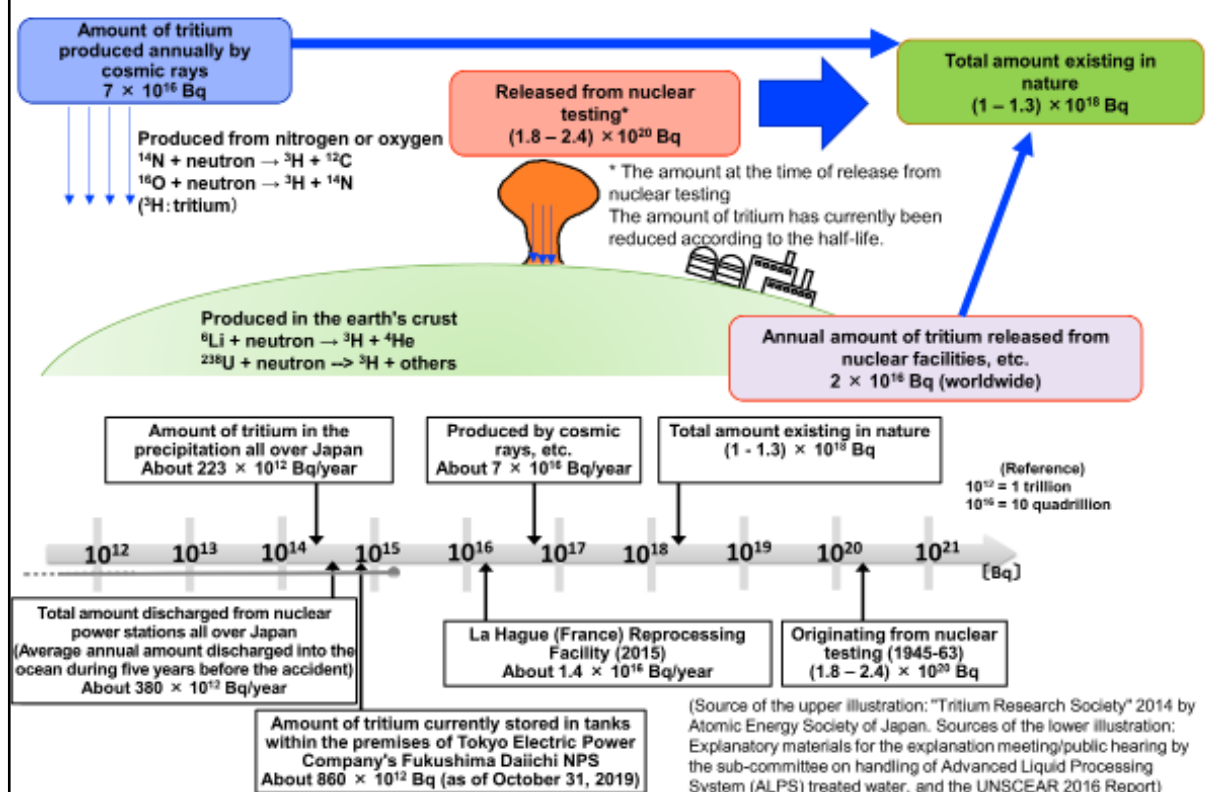 Amount of tritium
produced annually by
cosmic rays
7 × 10¹⁶ Bq
Released from nuclear
testing*
(1.8 – 2.4) × 10²⁰ Bq
Total amount existing in
nature
(1 – 1.3) × 10¹⁸ Bq
Produced from nitrogen or oxygen
¹⁴N + neutron → ³H + ¹²C
¹⁶O + neutron → ³H + ¹⁴N
(³H: tritium)
* The amount at the time of release from
nuclear testing
The amount of tritium has currently been
reduced according to the half-life.
Produced in the earth's crust
⁶Li + neutron → ³H + ⁴He
²³⁸U + neutron --> ³H + others
Annual amount of tritium released from
nuclear facilities, etc.
2 × 10¹⁶ Bq (worldwide)
Amount of tritium in the
precipitation all over Japan
About 223 × 10¹² Bq/year
Produced by cosmic
rays, etc.
About 7 × 10¹⁶ Bq/year
Total amount existing in nature
(1 - 1.3) × 10¹⁸ Bq
(Reference)
10¹² = 1 trillion
10¹⁶ = 10 quadrillion
10¹² 10¹³ 10¹⁴ 10¹⁵ 10¹⁶ 10¹⁷ 10¹⁸ 10¹⁹ 10²⁰ 10²¹
[Bq]
Total amount discharged from nuclear
power stations all over Japan
(Average annual amount discharged into the
ocean during five years before the accident)
About 380 × 10¹² Bq/year
La Hague (France) Reprocessing
Facility (2015)
About 1.4 × 10¹⁶ Bq/year
Originating from nuclear
testing (1945-63)
(1.8 – 2.4) × 10²⁰ Bq
Amount of tritium currently stored in tanks
within the premises of Tokyo Electric Power
Company's Fukushima Daiichi NPS
About 860 × 10¹² Bq (as of October 31, 2019)
(Source of the upper illustration: "Tritium Research Society" 2014 by
Atomic Energy Society of Japan. Sources of the lower illustration:
Explanatory materials for the explanation meeting/public hearing by
the sub-committee on handling of Advanced Liquid Processing
System (ALPS) treated water, and the UNSCEAR 2016 Report)